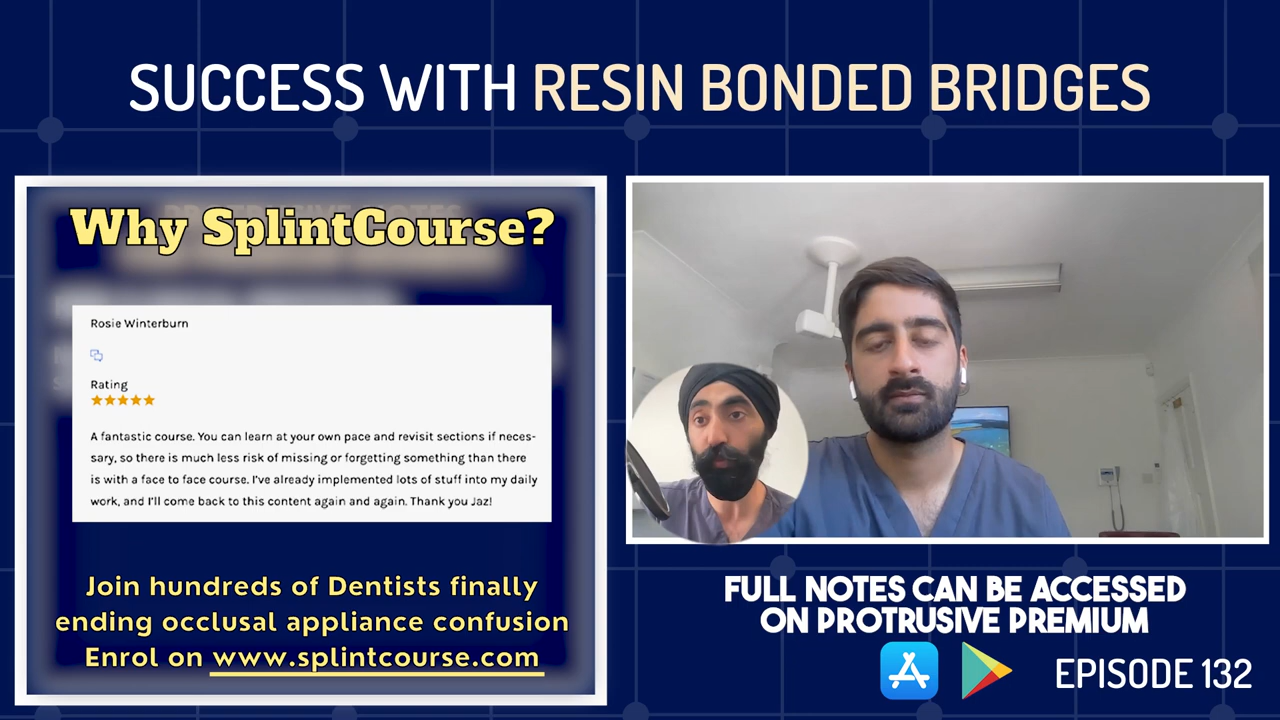 SUCCESS WITH RESIN BONDED BRIDGES
Why SplintCourse?
Rosie Winterburn
Rating
A fantastic course. You can learn at your own pace and revisit sections if neces-
sary, so there is much less risk of missing or forgetting something than there
is with a face to face course. I've already implemented lots of stuff into my daily
work, and I'll come back to this content again and again. Thank you Jaz!
Join hundreds of Dentists finally
ending occlusal appliance confusion
Enrol on www.splintcourse.com
FULL NOTES CAN BE ACCESSED
ON PROTRUSIVE PREMIUM
EPISODE 132